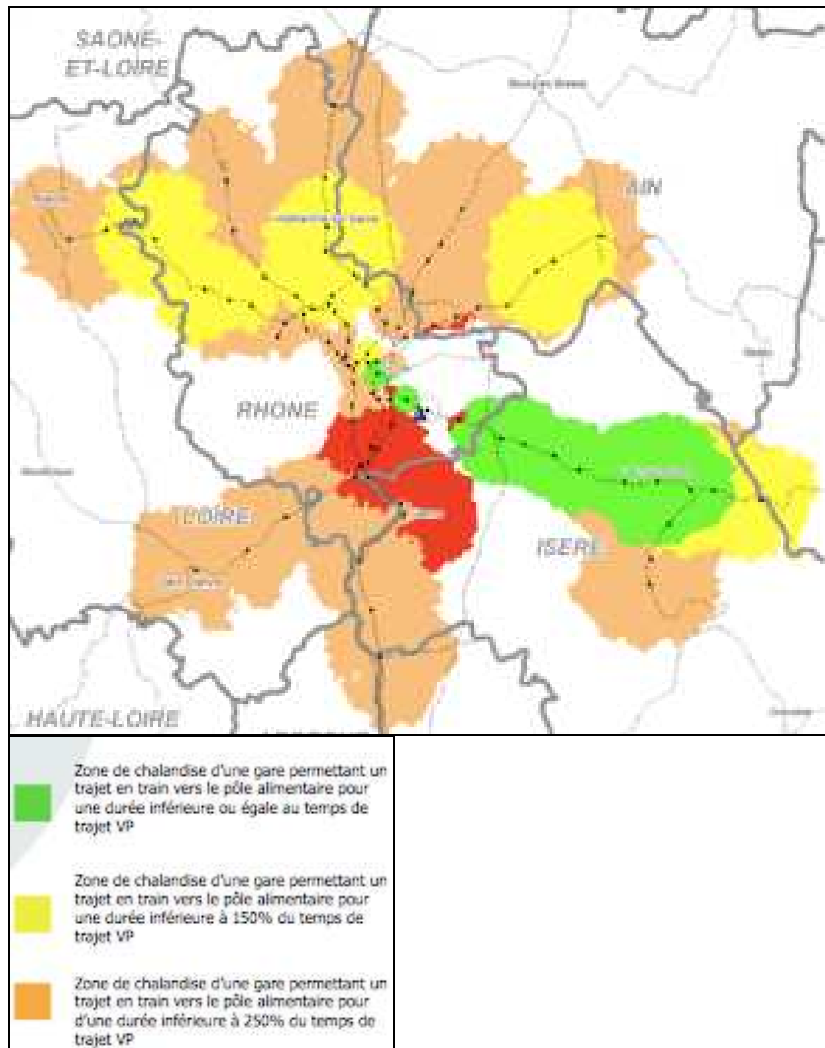 SAONE-
ET-LOIRE
AIN
RHONE
LOIRE
ISERE
HAUTE-LOIRE
Zone de chalandise d'une gare permettant un
trajet en train vers le pôle alimentaire pour
une durée inférieure ou égale au temps de
trajet VP
Zone de chalandise d'une gare permettant un
trajet en train vers le pôle alimentaire pour
une durée inférieure à 150% du temps de
trajet VP
Zone de chalandise d'une gare permettant un
trajet en train vers le pôle alimentaire pour
d'une durée inférieure à 250% du temps de
trajet VP